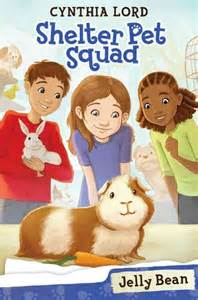 CYNTHIA LORD
Shelter Pet
Squad
Jelly Bean